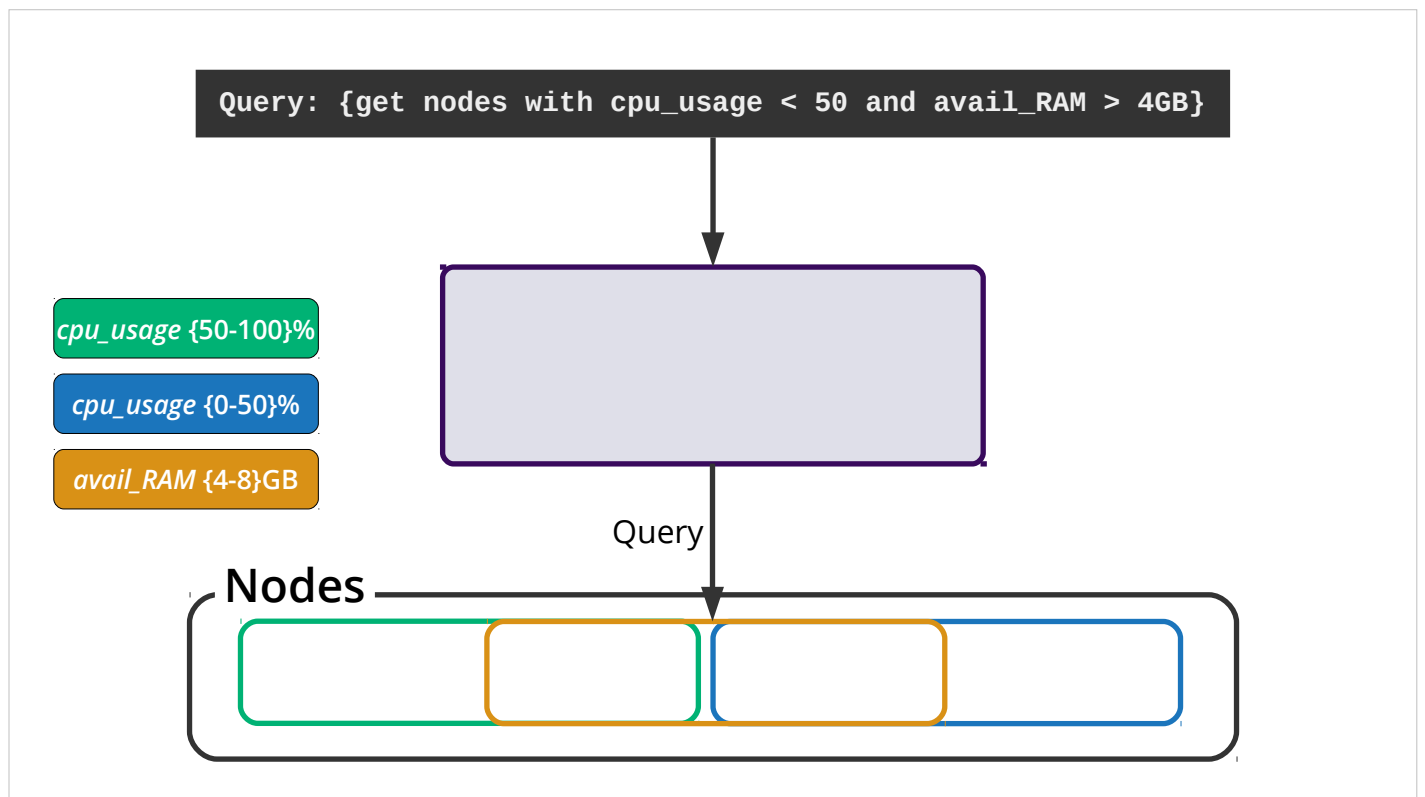 Query: {get nodes with cpu_usage < 50 and avail_RAM > 4GB}
cpu_usage {50-100}%
cpu_usage {0-50}%
avail_RAM {4-8}GB
Query
Nodes